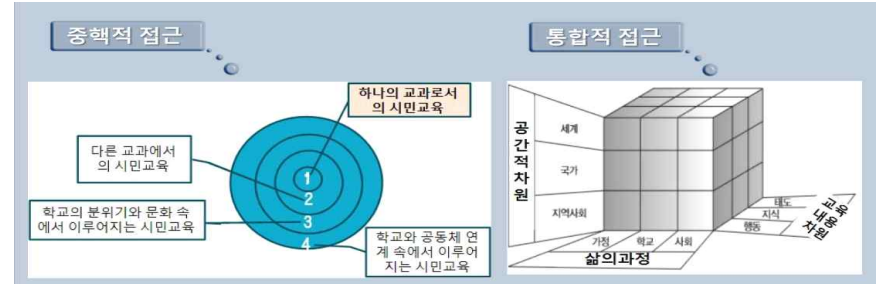 중핵적 접근
하나의 교과로서
의 시민교육
다른 교과에서
의 시민교육
학교의 분위기와 문화 속
에서 이루어지는 시민교육
학교와 공동체 연
계 속에서 이루어
지는 시민교육
1
2
3
4
통합적 접근
공간적차원
세계
국가
지역사회
가정 학교 사회
삶의과정
태도
지식
행동
교육
내용
차원